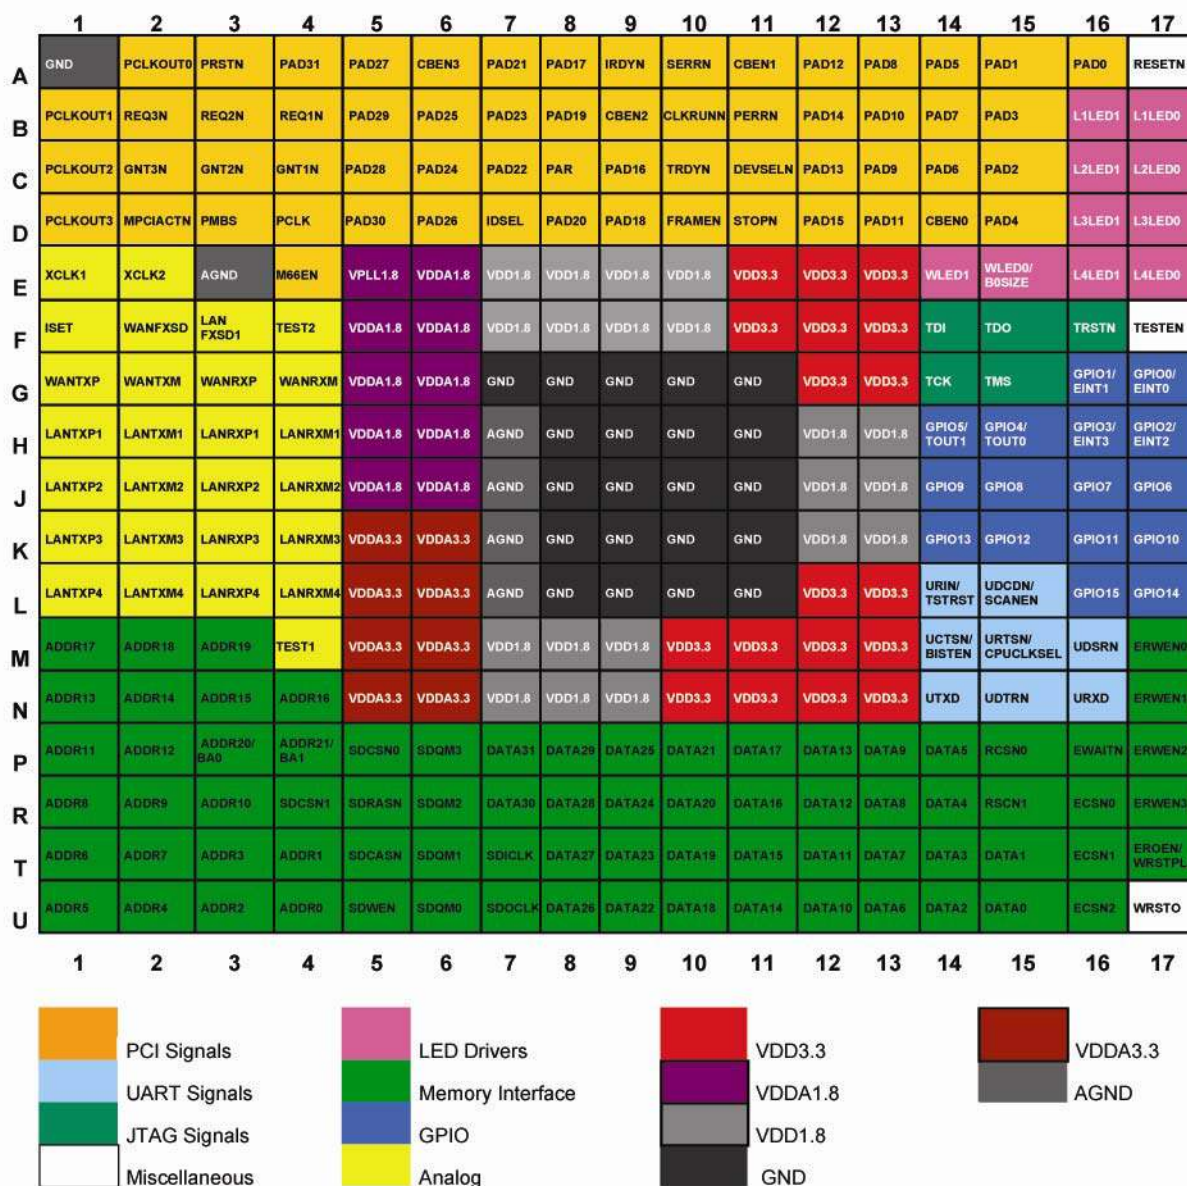 1 2 3 4 5 6 7 8 9 10 11 12 13 14 15 16 17
A GND PCLKOUT0 PRSTN PAD31 PAD27 CBEN3 PAD21 PAD17 IRDYN SERRN CBEN1 PAD12 PAD8 PAD5 PAD1 PAD0 RESETN
B PCLKOUT1 REQ3N REQ2N REQ1N PAD29 PAD25 PAD23 PAD19 CBEN2 CLKRUNN PERRN PAD14 PAD10 PAD7 PAD3 L1LED1 L1LED0
C PCLKOUT2 GNT3N GNT2N GNT1N PAD28 PAD24 PAD22 PAR PAD16 TRDYN DEVSELN PAD13 PAD9 PAD6 PAD2 L2LED1 L2LED0
D PCLKOUT3 MPCIACTN PMBS PCLK PAD30 PAD26 IDSEL PAD20 PAD18 FRAMEN STOPN PAD15 PAD11 CBEN0 PAD4 L3LED1 L3LED0
E XCLK1 XCLK2 AGND M66EN VPLL1.8 VDDA1.8 VDD1.8 VDD1.8 VDD1.8 VDD1.8 VDD3.3 VDD3.3 VDD3.3 WLED1 WLED0/ B0SIZE L4LED1 L4LED0
F ISET WANFXSD LAN FXSD1 TEST2 VDDA1.8 VDDA1.8 VDD1.8 VDD1.8 VDD1.8 VDD1.8 VDD3.3 VDD3.3 VDD3.3 TDI TDO TRSTN TESTEN
G WANTXP WANTXM WANRXP WANRXM VDDA1.8 VDDA1.8 GND GND GND GND GND VDD3.3 VDD3.3 TCK TMS GPIO1/ EINT1 GPIO0/ EINT0
H LANTXP1 LANTXM1 LANRXP1 LANRXM1 VDDA1.8 VDDA1.8 AGND GND GND GND GND VDD1.8 VDD1.8 GPIO5/ TOUT1 GPIO4/ TOUT0 GPIO3/ EINT3 GPIO2/ EINT2
J LANTXP2 LANTXM2 LANRXP2 LANRXM2 VDDA1.8 VDDA1.8 AGND GND GND GND GND VDD1.8 VDD1.8 GPIO9 GPIO8 GPIO7 GPIO6
K LANTXP3 LANTXM3 LANRXP3 LANRXM3 VDDA3.3 VDDA3.3 AGND GND GND GND GND VDD1.8 VDD1.8 GPIO13 GPIO12 GPIO11 GPIO10
L LANTXP4 LANTXM4 LANRXP4 LANRXM4 VDDA3.3 VDDA3.3 AGND GND GND GND GND VDD3.3 VDD3.3 URIN/ TSTRST UDCDN/ SCANEN GPIO15 GPIO14
M ADDR17 ADDR18 ADDR19 TEST1 VDDA3.3 VDDA3.3 VDD1.8 VDD1.8 VDD1.8 VDD3.3 VDD3.3 VDD3.3 VDD3.3 UCTSN/ BISTEN URTSN/ CPUCLKSEL UDSRN ERWEN0
N ADDR13 ADDR14 ADDR15 ADDR16 VDDA3.3 VDDA3.3 VDD1.8 VDD1.8 VDD1.8 VDD3.3 VDD3.3 VDD3.3 VDD3.3 UTXD UDTRN URXD ERWEN1
P ADDR11 ADDR12 ADDR20/ BA0 ADDR21/ BA1 SDCSN0 SDQM3 DATA31 DATA29 DATA25 DATA21 DATA17 DATA13 DATA9 DATA5 RCSN0 EWAITN ERWEN2
R ADDR8 ADDR9 ADDR10 SDCSN1 SDRASN SDQM2 DATA30 DATA28 DATA24 DATA20 DATA16 DATA12 DATA8 DATA4 RSCN1 ECSN0 ERWEN3
T ADDR6 ADDR7 ADDR3 ADDR1 SDCASN SDQM1 SDICLK DATA27 DATA23 DATA19 DATA15 DATA11 DATA7 DATA3 DATA1 ECSN1 EROEN/ WRSTPL
U ADDR5 ADDR4 ADDR2 ADDR0 SDWEN SDQM0 SDOCLK DATA26 DATA22 DATA18 DATA14 DATA10 DATA6 DATA2 DATA0 ECSN2 WRSTO
1 2 3 4 5 6 7 8 9 10 11 12 13 14 15 16 17
PCI Signals LED Drivers VDD3.3 VDDA3.3
UART Signals Memory Interface VDDA1.8 AGND
JTAG Signals GPIO VDD1.8
Miscellaneous Analog GND